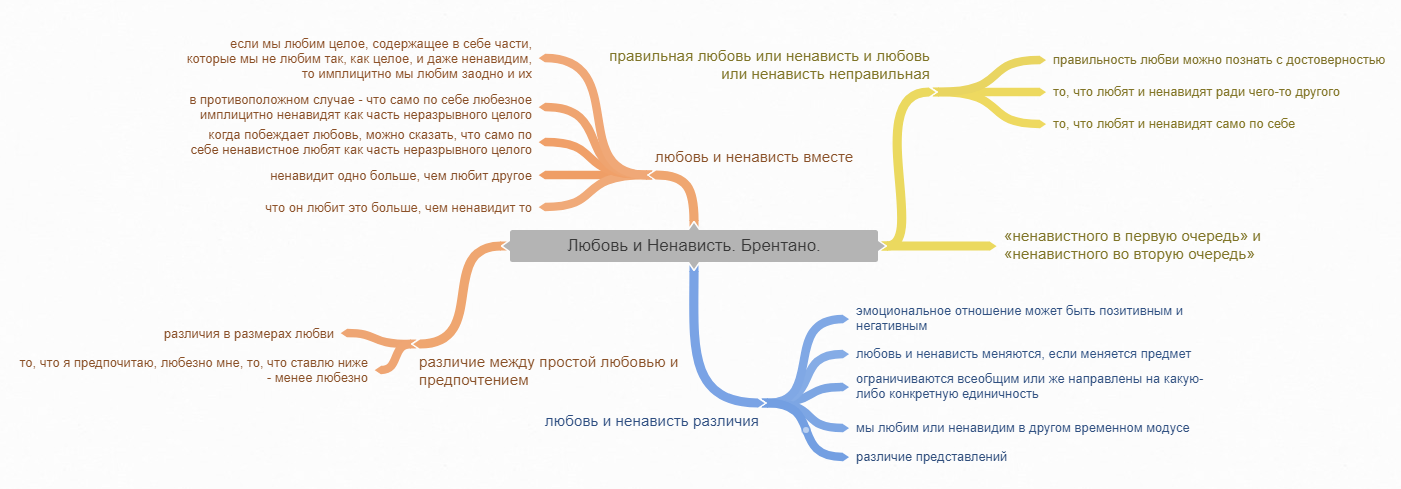 Любовь и Ненависть. Брентано.
любовь и ненависть вместе
если мы любим целое, содержащее в себе части,
которые мы не любим так, как целое, и даже ненавидим,
то имплицитно мы любим заодно и их
в противоположном случае - что само по себе любезное
имплицитно ненавидят как часть неразрывного целого
когда побеждает любовь, можно сказать, что само по
себе ненавистное любят как часть неразрывного целого
ненавидит одно больше, чем любит другое
что он любит это больше, чем ненавидит то
правильная любовь или ненависть и любовь
или ненависть неправильная
правильность любви можно познать с достоверностью
то, что любят и ненавидят ради чего-то другого
то, что любят и ненавидят само по себе
«ненавистного в первую очередь» и
«ненавистного во вторую очередь»
различие между простой любовью и
предпочтением
различия в размерах любви
то, что я предпочитаю, любезно мне, то, что ставлю ниже
- менее любезно
любовь и ненависть различия
эмоциональное отношение может быть позитивным и
негативным
любовь и ненависть меняются, если меняется предмет
ограничиваются всеобщим или же направлены на какую-
либо конкретную единичность
мы любим или ненавидим в другом временном модусе
различие представлений